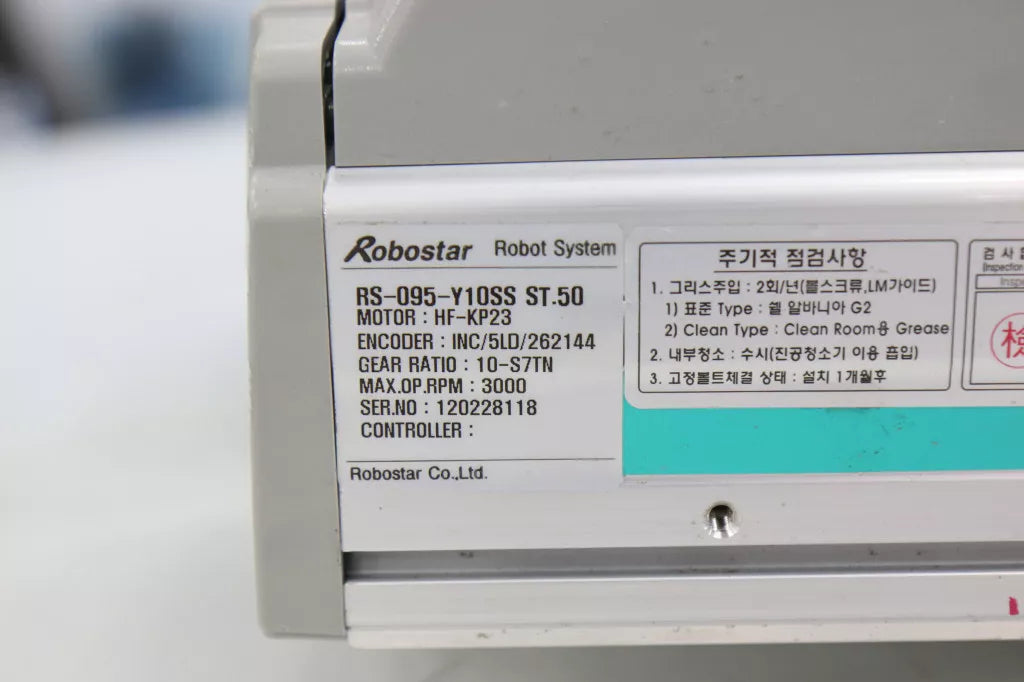 Robostar Robot System
RS-095-Y10SS ST.50
MOTOR : HF-KP23
ENCODER : INC/5LD/262144
GEAR RATIO : 10-S7TN
MAX.OP.RPM : 3000
SER.NO : 120228118
CONTROLLER :
Robostar Co.,Ltd.
주기적 점검사항
1. 그리스주입 : 2회/년(볼스크류,LM가이드)
1) 표준 Type : 쉘 알바니아 G2
2) Clean Type : Clean Room용 Grease
2. 내부청소 : 수시(진공청소기 이용 흡입)
3. 고정볼트체결 상태 : 설치 1개월후
검 사
(Inspection
Inspe
檢